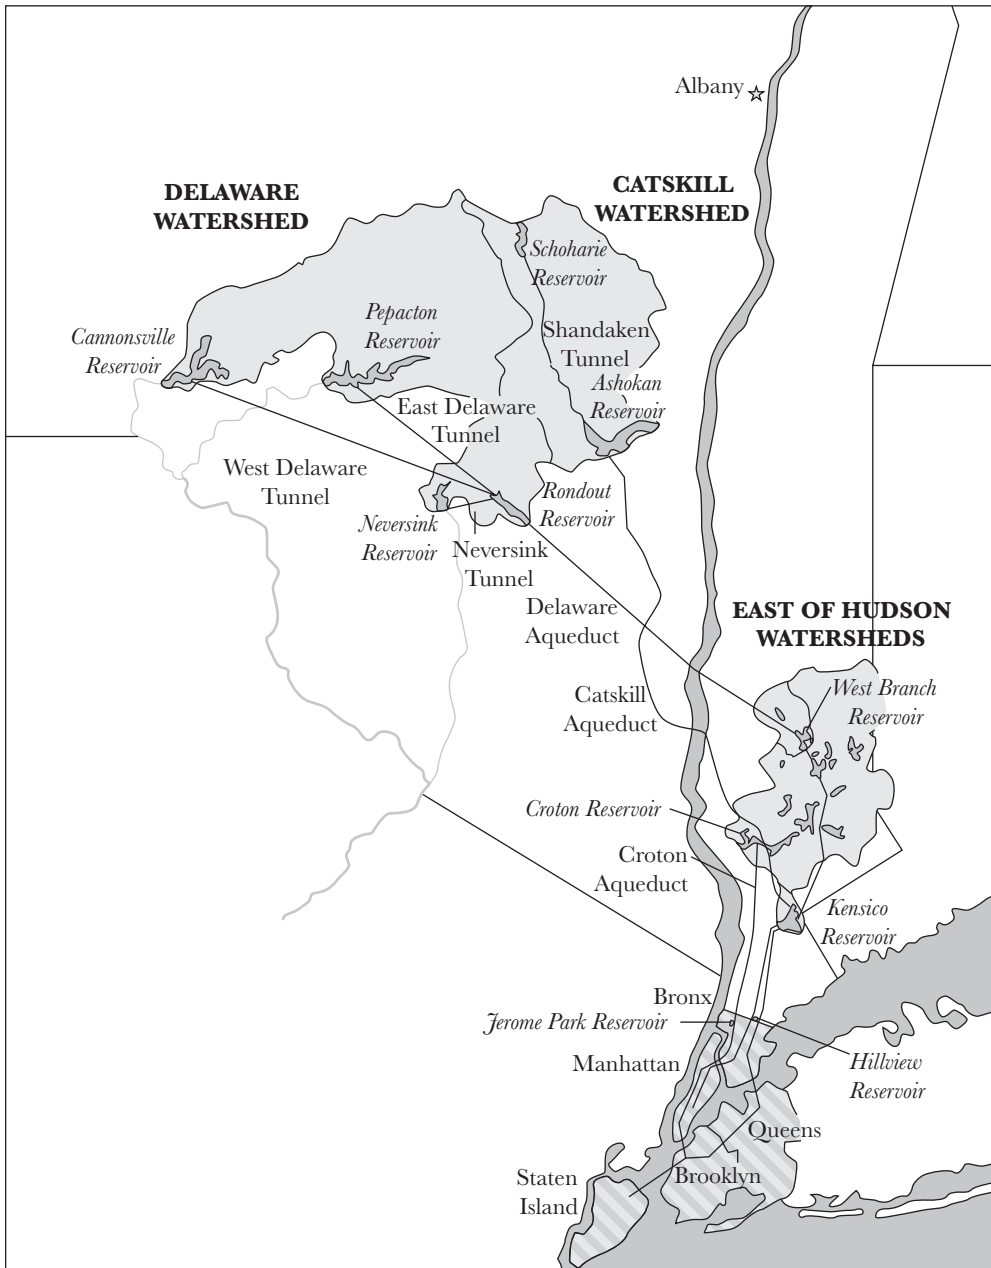 Albany
DELAWARE
WATERSHED
CATSKILL
WATERSHED
Schoharie
Reservoir
Pepacton
Reservoir
Cannonsville
Reservoir
Shandaken
Tunnel
Ashokan
Reservoir
East Delaware
Tunnel
West Delaware
Tunnel
Rondout
Reservoir
Neversink
Reservoir
Neversink
Tunnel
Delaware
Aqueduct
EAST OF HUDSON
WATERSHEDS
West Branch
Reservoir
Catskill
Aqueduct
Croton Reservoir
Croton
Aqueduct
Kensico
Reservoir
Bronx
Jerome Park Reservoir
Manhattan
Hillview
Reservoir
Queens
Brooklyn
Staten
Island